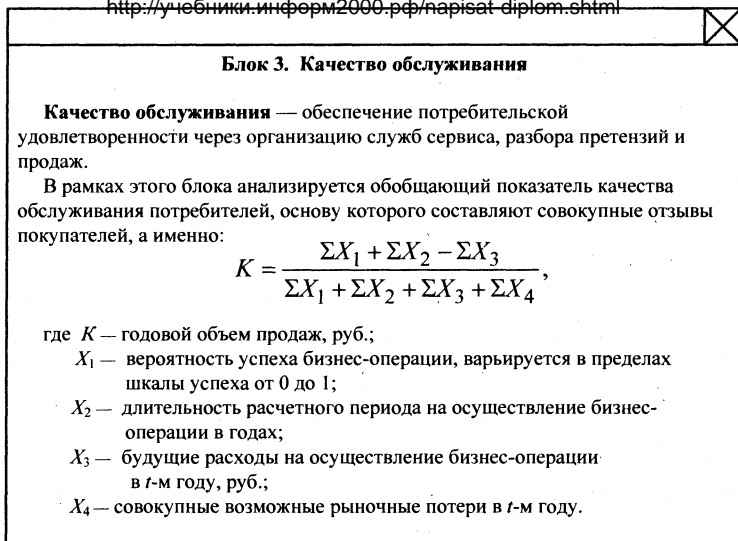 http://учебники.информ2000.рф/napisat-diplom.shtml
Блок 3. Качество обслуживания
Качество обслуживания — обеспечение потребительской
удовлетворенности через организацию служб сервиса, разбора претензий и
продаж.
В рамках этого блока анализируется обобщающий показатель качества
обслуживания потребителей, основу которого составляют совокупные отзывы
покупателей, а именно:
K = (ΣX₁ + ΣX₂ − ΣX₃) / (ΣX₁ + ΣX₂ + ΣX₃ + ΣX₄),
где K — годовой объем продаж, руб.;
X₁ — вероятность успеха бизнес-операции, варьируется в пределах
шкалы успеха от 0 до 1;
X₂ — длительность расчетного периода на осуществление бизнес-
операции в годах;
X₃ — будущие расходы на осуществление бизнес-операции
в t-м году, руб.;
X₄ — совокупные возможные рыночные потери в t-м году.